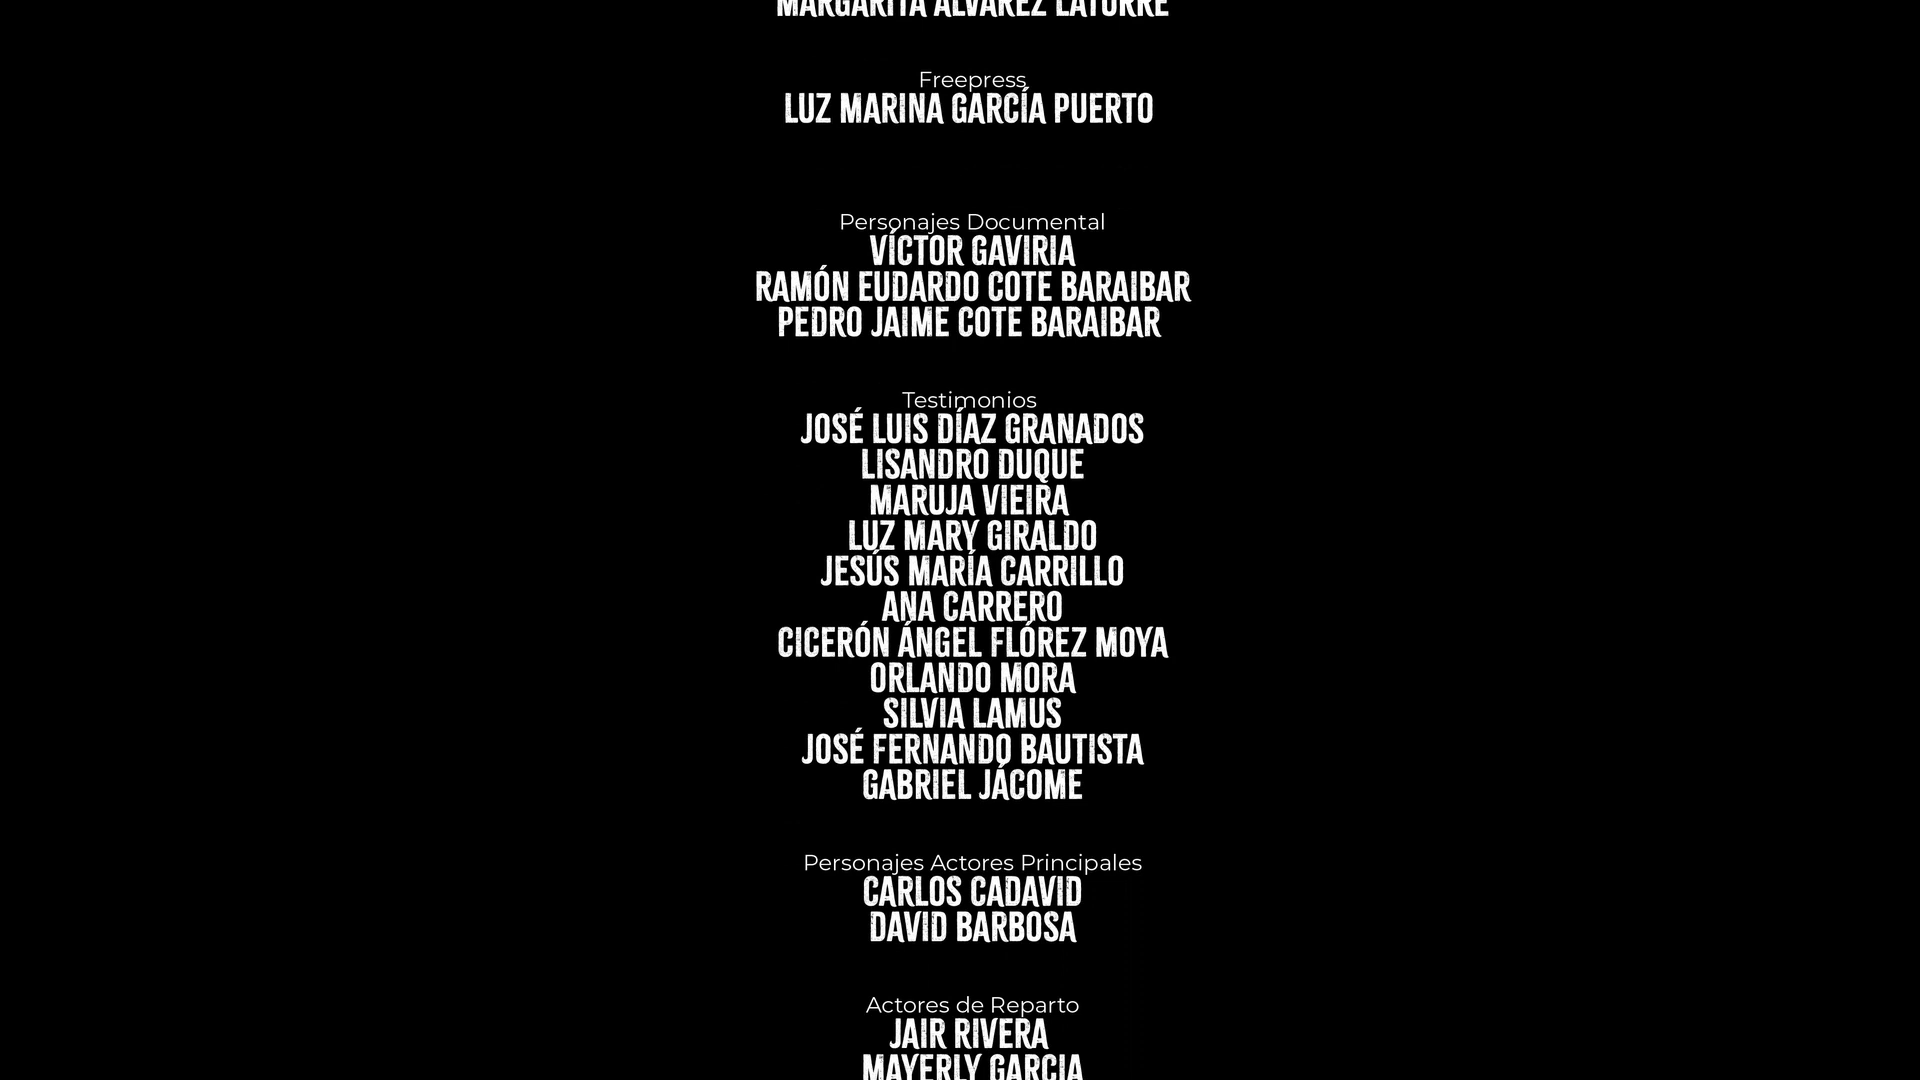 MARGARITA ÁLVAREZ LATORRE
Freepress
LUZ MARINA GARCÍA PUERTO
Personajes Documental
VÍCTOR GAVIRIA
RAMÓN EUDARDO COTE BARAIBAR
PEDRO JAIME COTE BARAIBAR
Testimonios
JOSÉ LUIS DÍAZ GRANADOS
LISANDRO DUQUE
MARUJA VIEIRA
LUZ MARY GIRALDO
JESÚS MARÍA CARRILLO
ANA CARRERO
CICERÓN ÁNGEL FLÓREZ MOYA
ORLANDO MORA
SILVIA LAMUS
JOSÉ FERNANDO BAUTISTA
GABRIEL JÁCOME
Personajes Actores Principales
CARLOS CADAVID
DAVID BARBOSA
Actores de Reparto
JAIR RIVERA
MAYERLY GARCIA